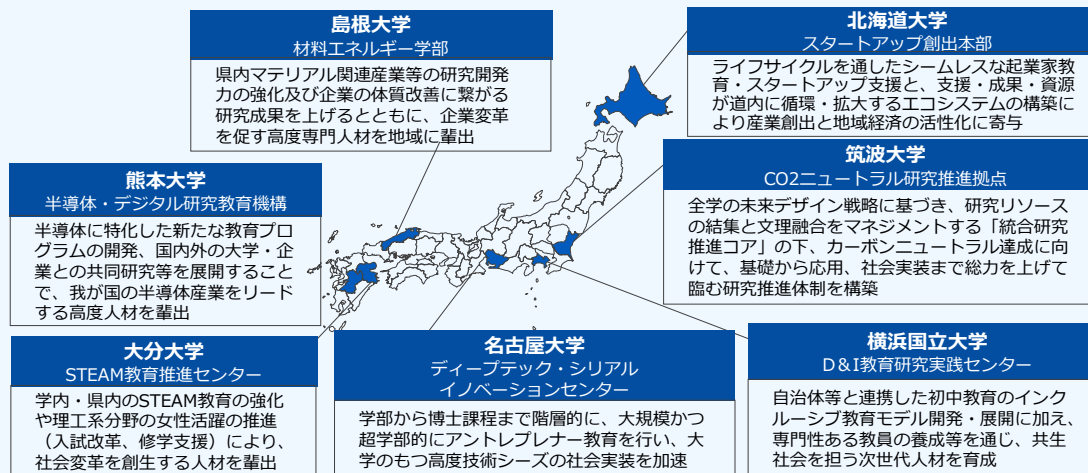 島根大学
材料エネルギー学部
県内マテリアル関連産業等の研究開発
力の強化及び企業の体質改善に繋がる
研究成果を上げるとともに、企業変革
を促す高度専門人材を地域に輩出
北海道大学
スタートアップ創出本部
ライフサイクルを通したシームレスな起業家教
育・スタートアップ支援と、支援・成果・資源
が道内に循環・拡大するエコシステムの構築に
より産業創出と地域経済の活性化に寄与
熊本大学
半導体・デジタル研究教育機構
半導体に特化した新たな教育プ
ログラムの開発、国内外の大学・企
業との共同研究等を展開すること
で、我が国の半導体産業をリード
する高度人材を輩出
筑波大学
CO2ニュートラル研究推進拠点
全学の未来デザイン戦略に基づき、研究リソース
の結集と文理融合をマネジメントする「統合研究
推進コア」の下、カーボンニュートラル達成に向
けて、基礎から応用、社会実装まで総力を上げて
臨む研究推進体制を構築
大分大学
STEAM教育推進センター
学内・県内のSTEAM教育の強化
や理工系分野の女性活躍の推進
（入試改革、修学支援）により、
社会変革を創生する人材を輩出
名古屋大学
ディープテック・シリアル
イノベーションセンター
学部から博士課程まで階層的に、大規模かつ
超学部的にアントレプレナー教育を行い、大
学のもつ高度技術シーズの社会実装を加速
横浜国立大学
D＆I教育研究実践センター
自治体等と連携した初中教育のインク
ルーシブ教育モデル開発・展開に加え、
専門性ある教員の養成等を通じ、共生
社会を担う次世代人材を育成